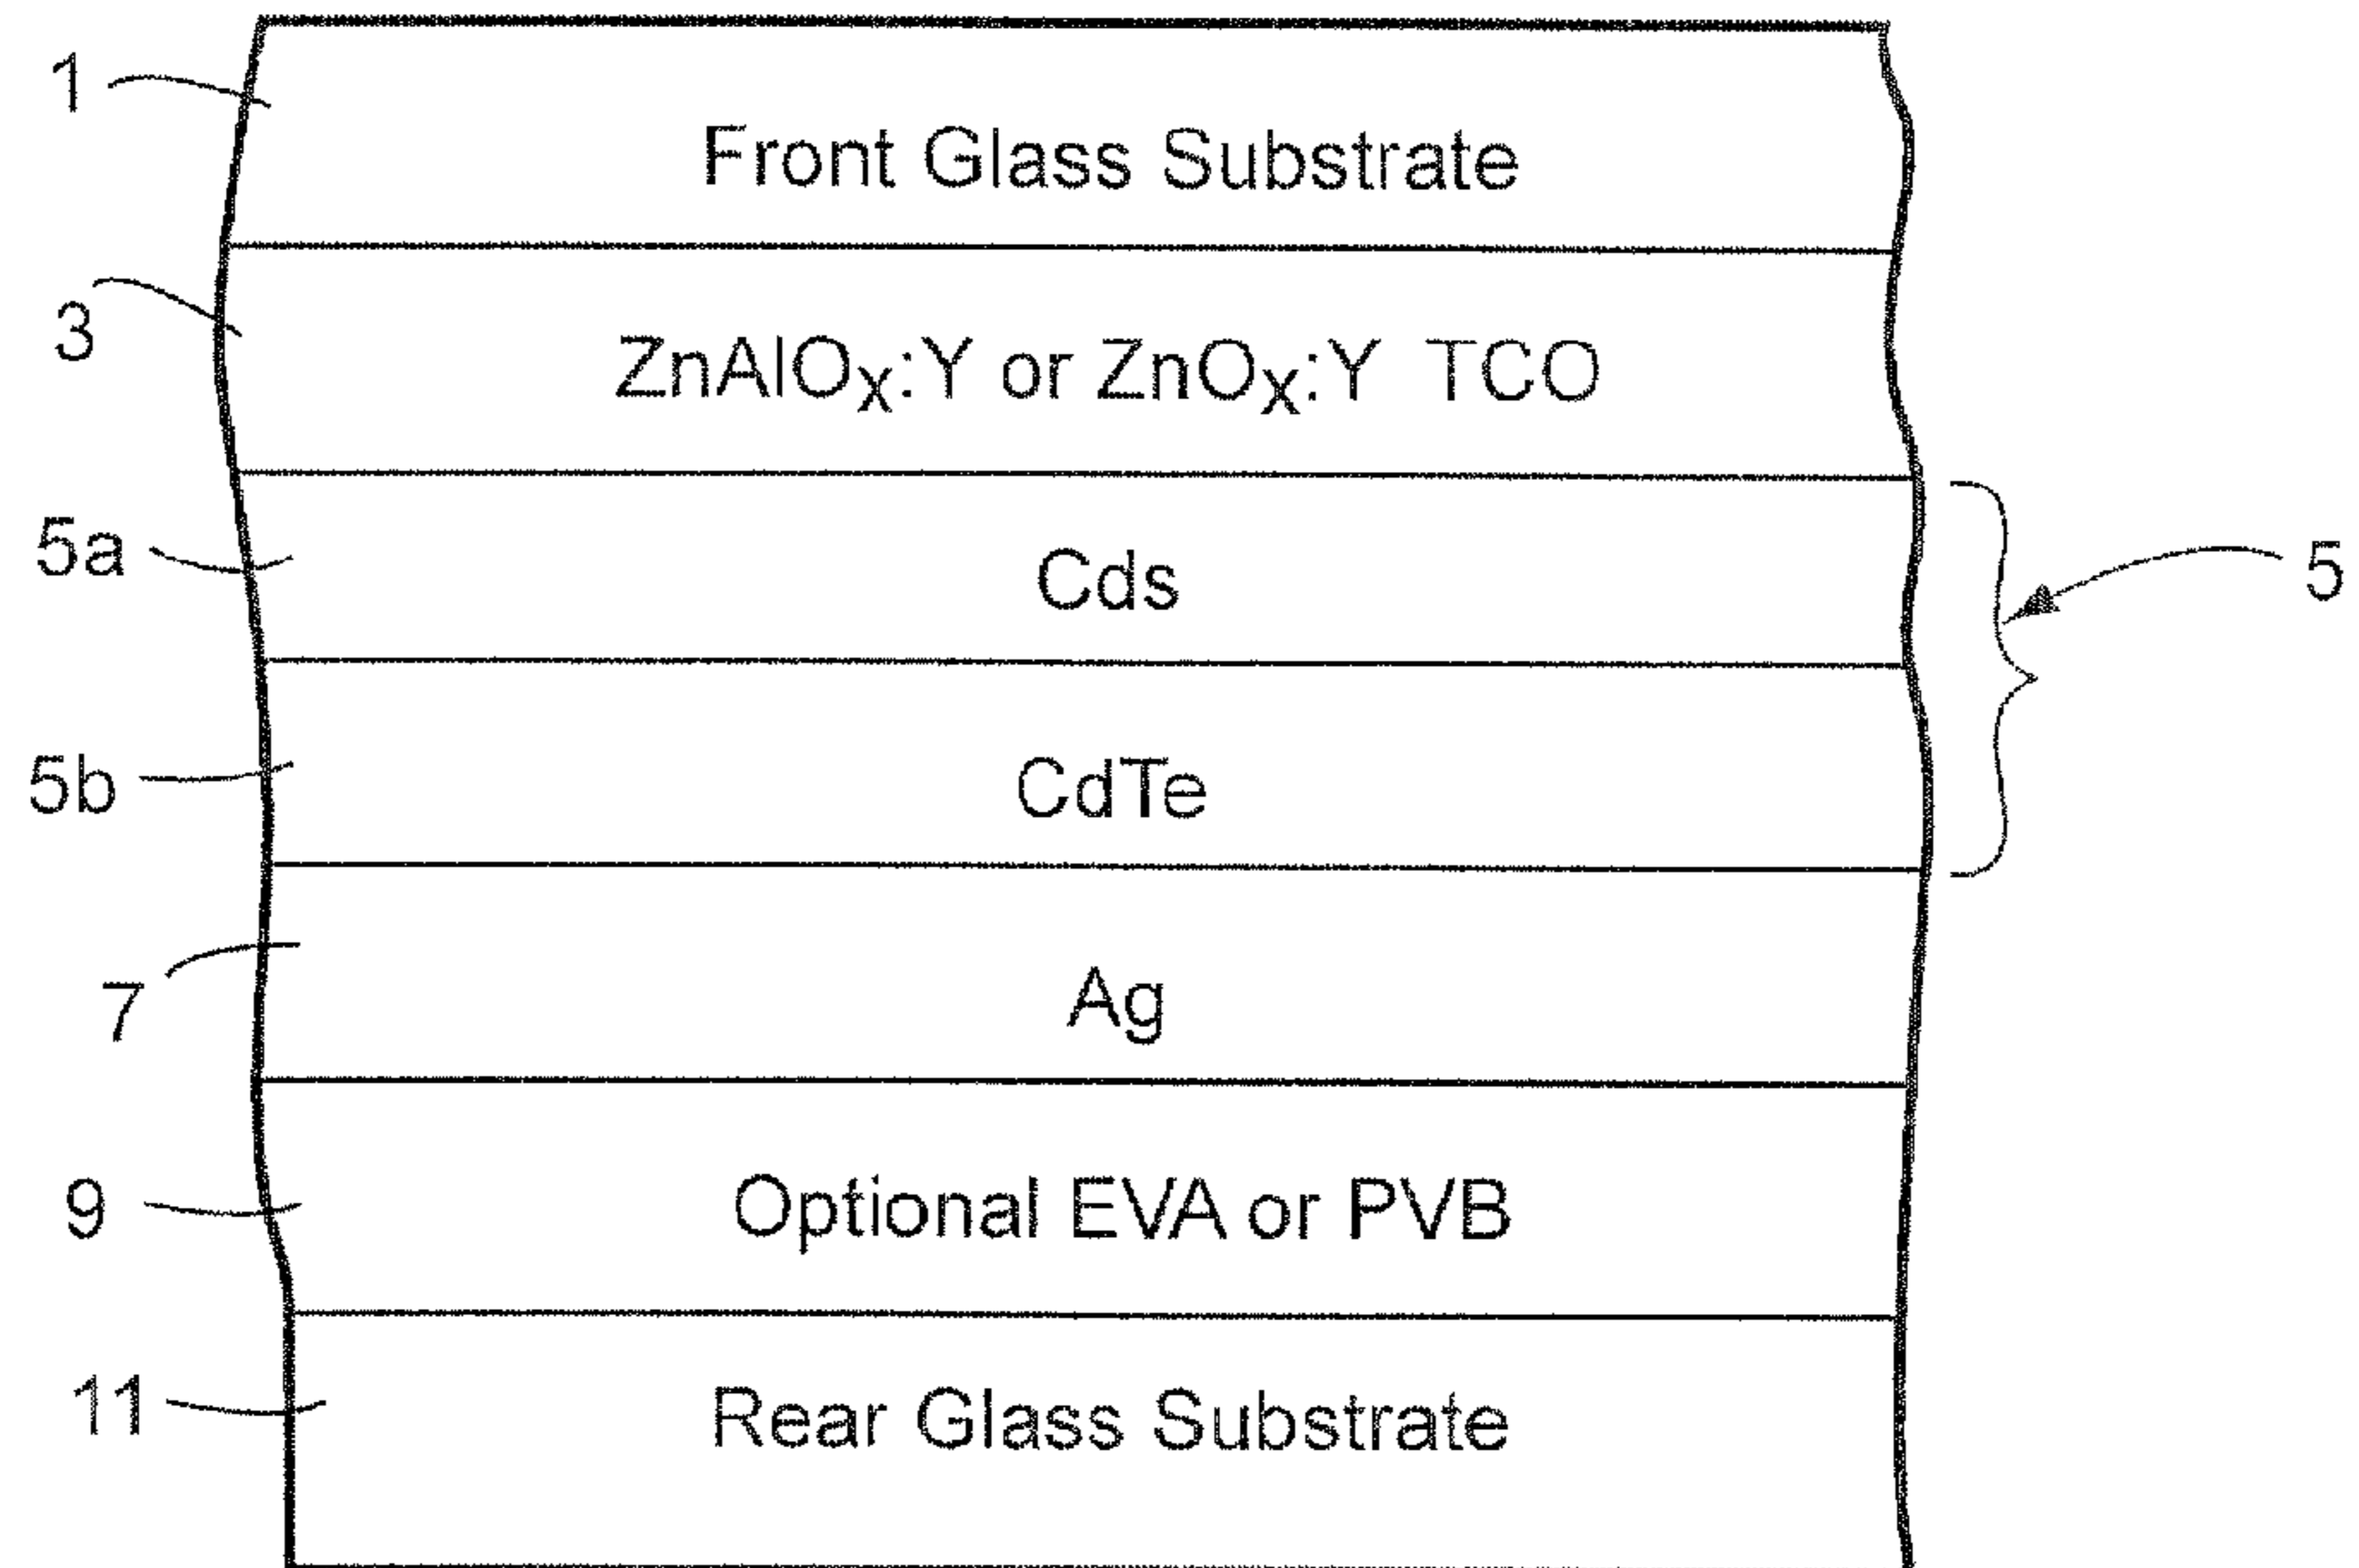 1
Front Glass Substrate
3
ZnAlOX:Y or ZnOX:Y TCO
5a
Cds
5
5b
CdTe
7
Ag
9
Optional EVA or PVB
11
Rear Glass Substrate